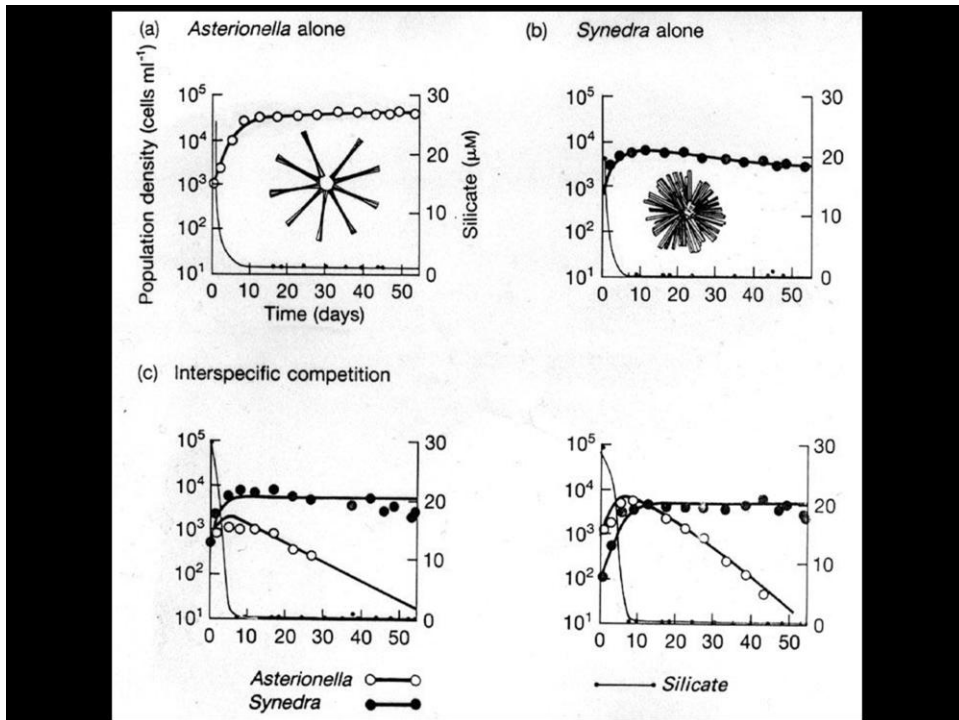 (a) Asterionella alone
Population density (cells ml⁻¹)
10⁵
10⁴
10³
10²
10¹
30
20
10
0
Silicate (μM)
0 10 20 30 40 50
Time (days)
(b) Synedra alone
10⁵
10⁴
10³
10²
10¹
30
20
10
0
0 10 20 30 40 50
(c) Interspecific competition
10⁵
10⁴
10³
10²
10¹
30
20
10
0
0 10 20 30 40 50
10⁵
10⁴
10³
10²
10¹
30
20
10
0
0 10 20 30 40 50
Asterionella
Synedra
Silicate